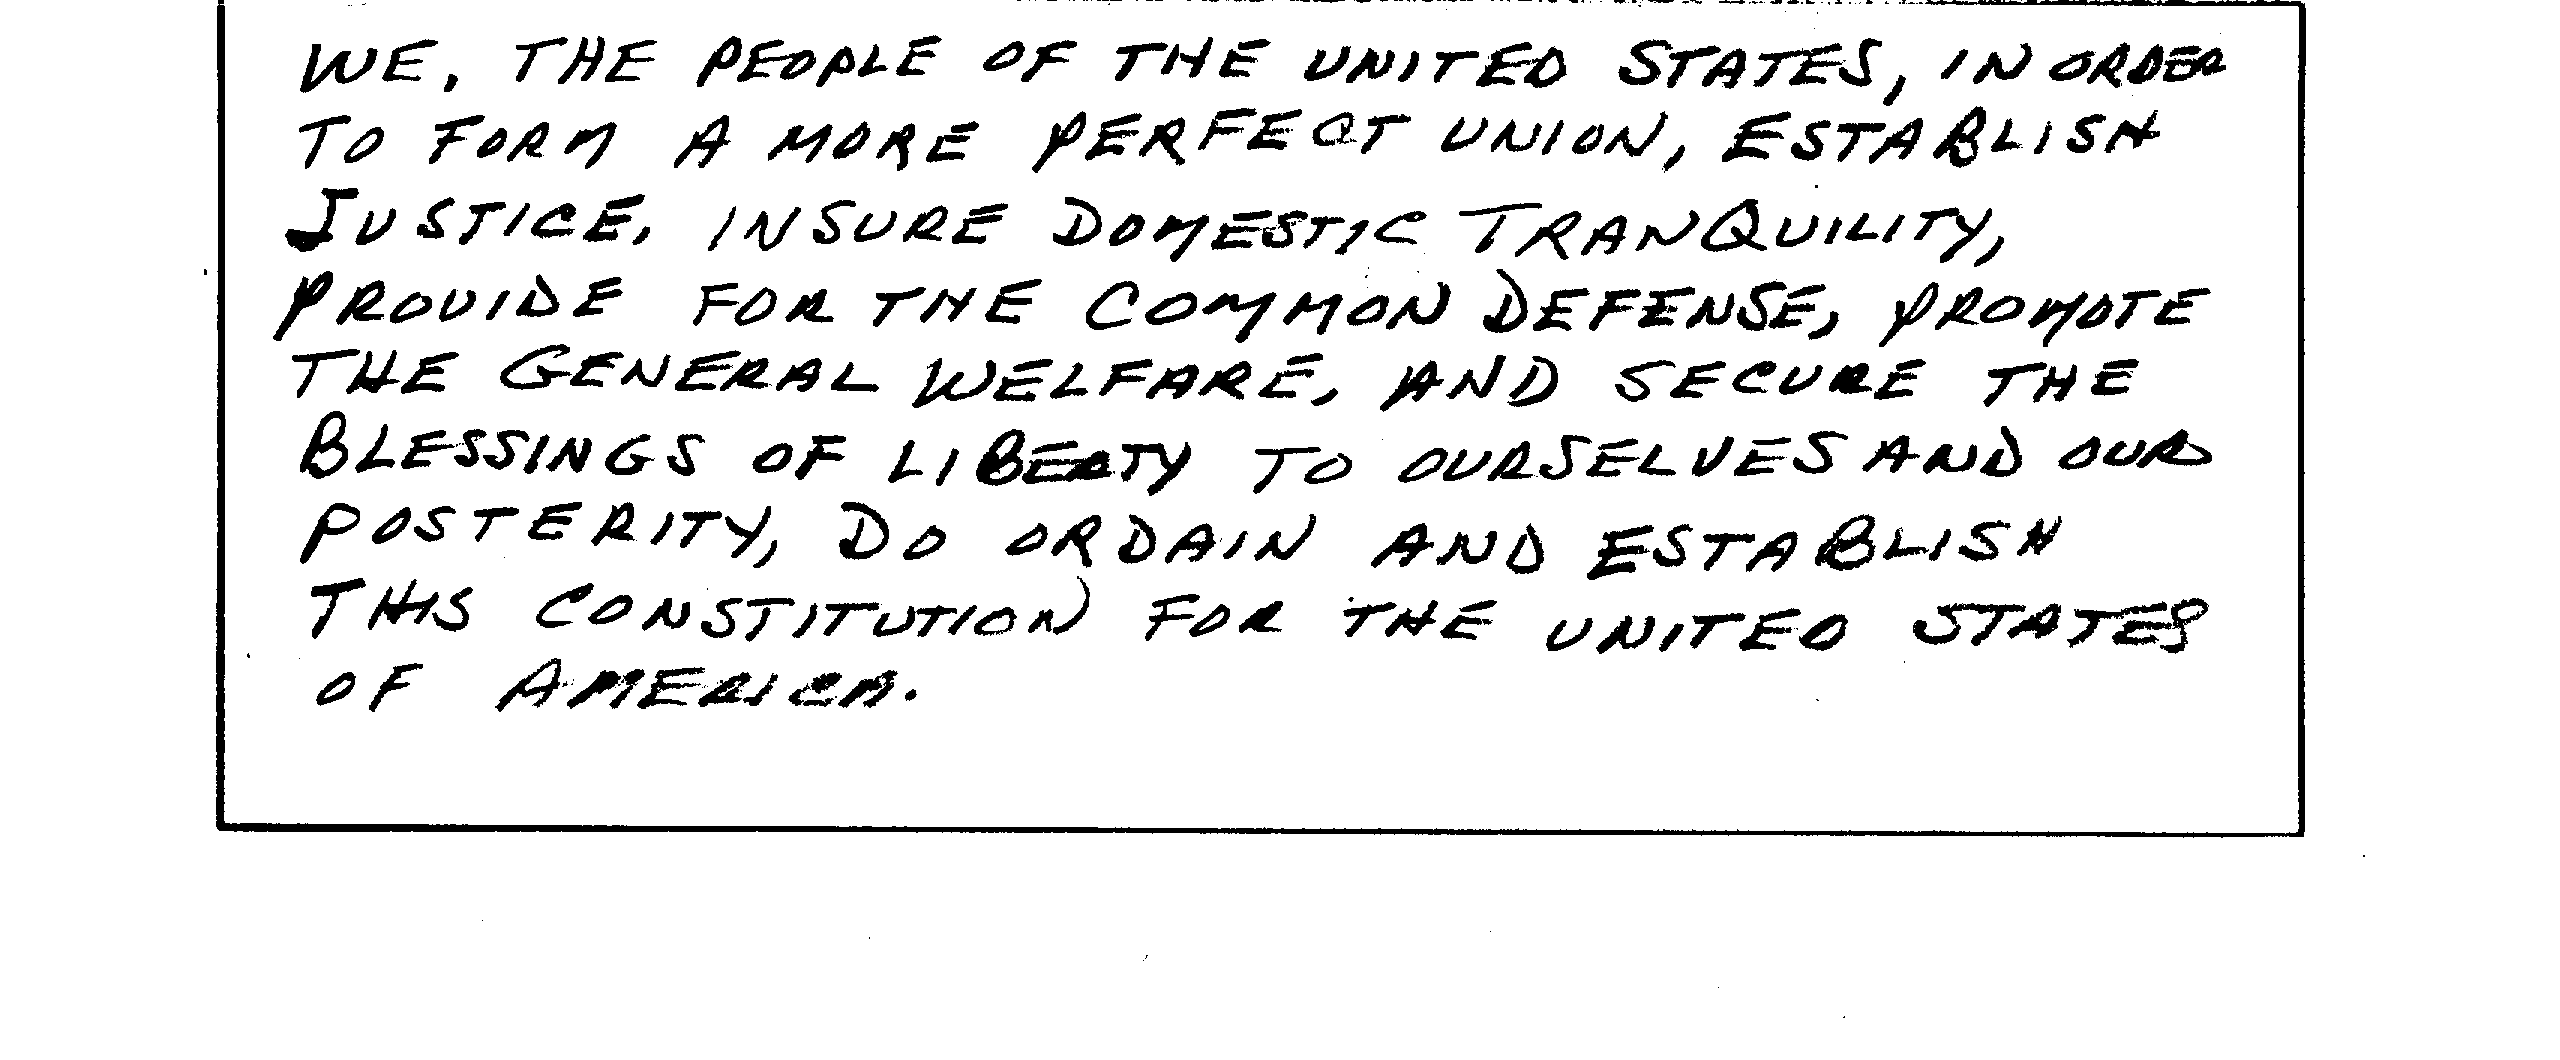 WE, THE PEOPLE OF THE UNITED STATES, IN ORDER
TO FORM A MORE PERFECT UNION, ESTABLISH
JUSTICE, INSURE DOMESTIC TRANQUILITY,
PROVIDE FOR THE COMMON DEFENSE, PROMOTE
THE GENERAL WELFARE, AND SECURE THE
BLESSINGS OF LIBERTY TO OURSELVES AND OUR
POSTERITY, DO ORDAIN AND ESTABLISH
THIS CONSTITUTION FOR THE UNITED STATES
OF AMERICA.